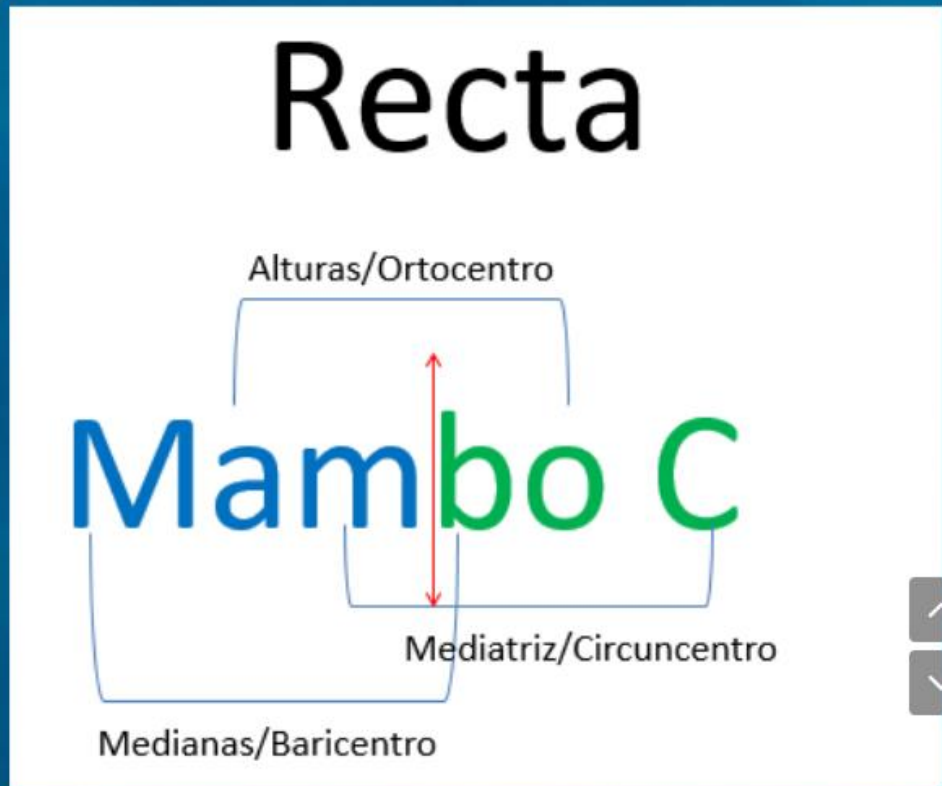 Recta
Alturas/Ortocentro
Mambo C
Mediatriz/Circuncentro
Medianas/Baricentro